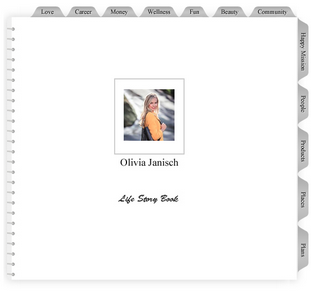 Love
Career
Money
Wellness
Fun
Beauty
Community
Happy Mission
People
Products
Places
Plans
Olivia Janisch
Life Story Book